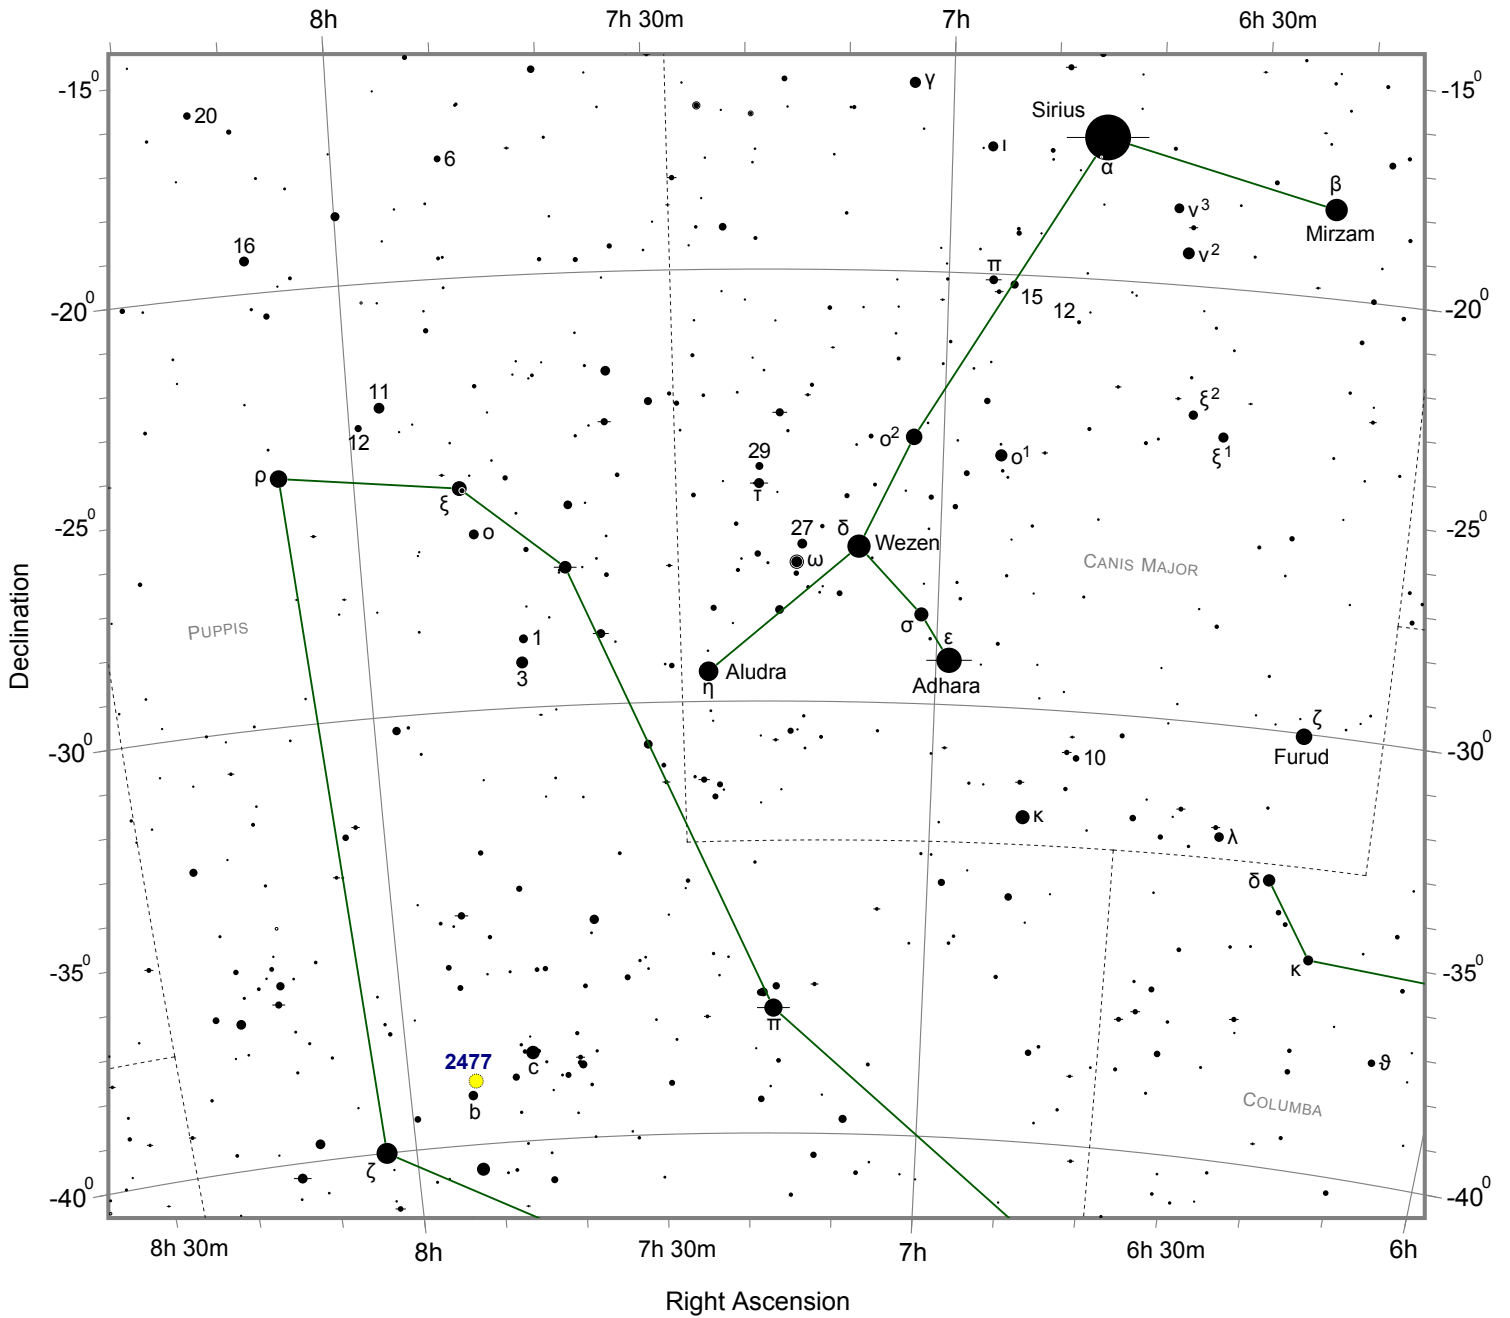 8h 7h 30m 7h 6h 30m
-15⁰ -15⁰
γ
Sirius
20
ι
6
α
β
ν³
Mirzam
16
ν²
π
15
12
-20⁰ -20⁰
11
ξ²
12
ο²
29
ο¹
ξ¹
ρ
τ
ξ
-25⁰ -25⁰
ο
27
δ
Wezen
ω
CANIS MAJOR
Declination
PUPPIS
σ
1
ε
Aludra
3
η
Adhara
ζ
-30⁰ -30⁰
Furud
10
κ
λ
δ
-35⁰ -35⁰
κ
π
2477
c
ϑ
b
COLUMBA
ζ
-40⁰ -40⁰
8h 30m 8h 7h 30m 7h 6h 30m 6h
Right Ascension